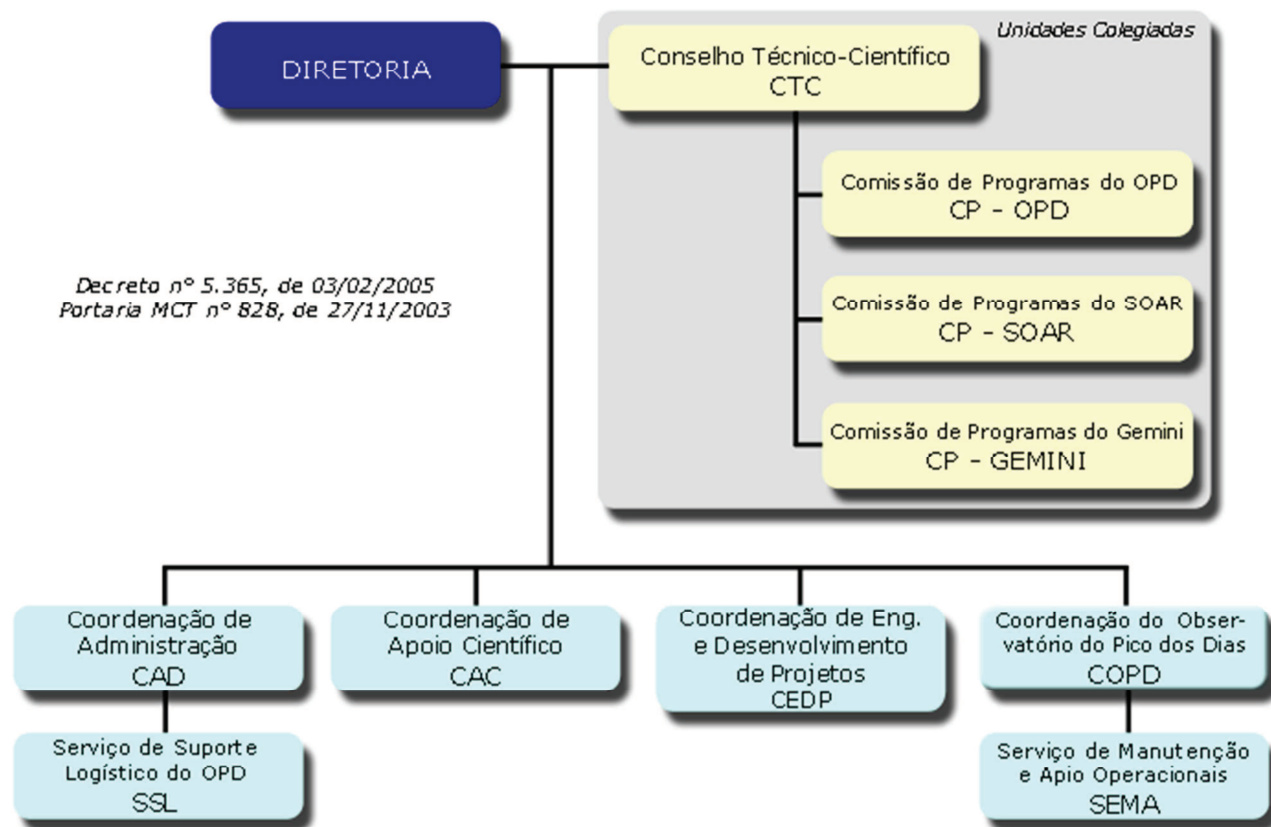 Unidades Colegiadas
DIRETORIA
Conselho Técnico-Científico
CTC
Comissão de Programas do OPD
CP - OPD
Decreto nº 5.365, de 03/02/2005
Portaria MCT nº 828, de 27/11/2003
Comissão de Programas do SOAR
CP - SOAR
Comissão de Programas do Gemini
CP - GEMINI
Coordenação de
Administração
CAD
Coordenação de
Apoio Científico
CAC
Coordenação de Eng.
e Desenvolvimento
de Projetos
CEDP
Coordenação do Obser-
vatório do Pico dos Dias
COPD
Serviço de Suporte
Logístico do OPD
SSL
Serviço de Manutenção
e Apio Operacionais
SEMA